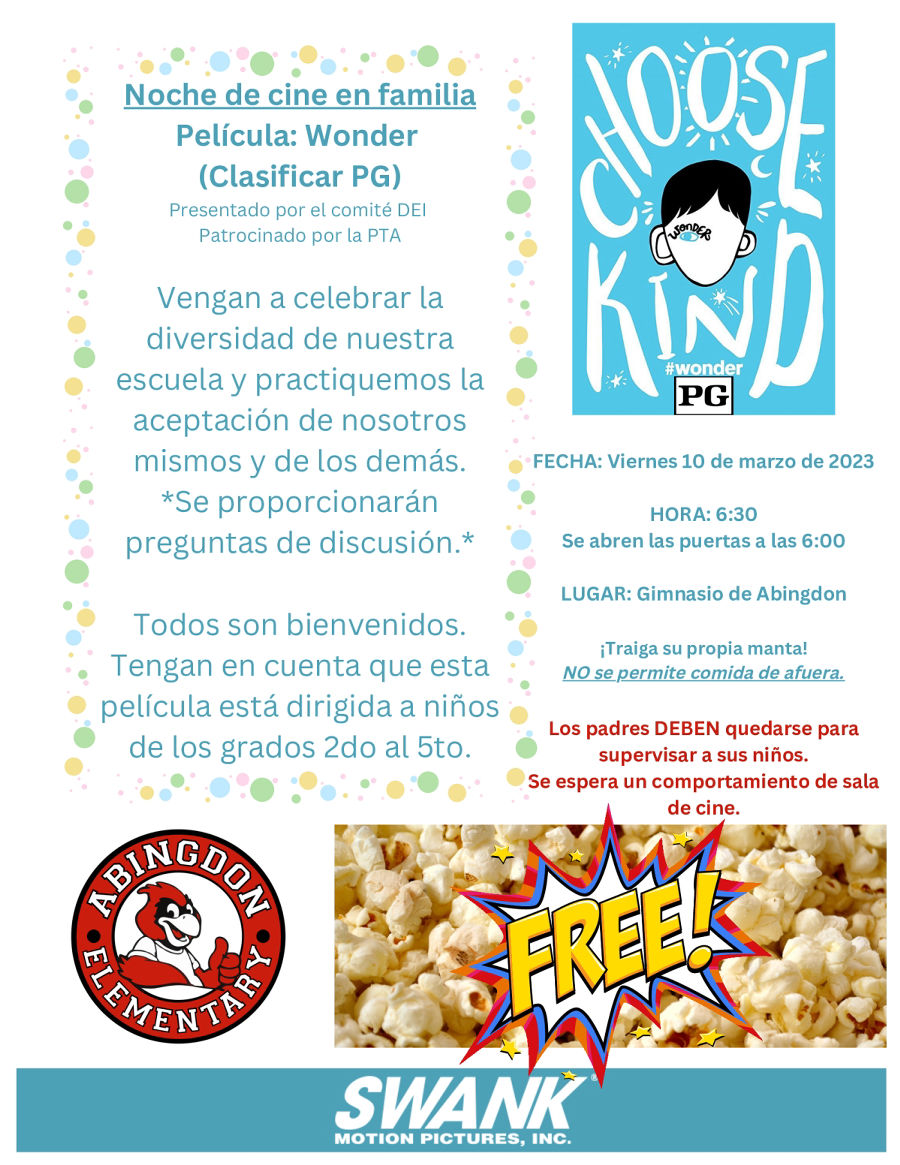 Noche de cine en familia
Película: Wonder
(Clasificar PG)
Presentado por el comité DEI
Patrocinado por la PTA
Vengan a celebrar la
diversidad de nuestra
escuela y practiquemos la
aceptación de nosotros
mismos y de los demás.
*Se proporcionarán
preguntas de discusión.*
Todos son bienvenidos.
Tengan en cuenta que esta
película está dirigida a niños
de los grados 2do al 5to.
CHOOSE
WONDER
KIND
#wonder
PG
FECHA: Viernes 10 de marzo de 2023
HORA: 6:30
Se abren las puertas a las 6:00
LUGAR: Gimnasio de Abingdon
¡Traiga su propia manta!
NO se permite comida de afuera.
Los padres DEBEN quedarse para
supervisar a sus niños.
Se espera un comportamiento de sala
de cine.
ABINGDON
ELEMENTARY
FREE!
SWANK®
MOTION PICTURES, INC.